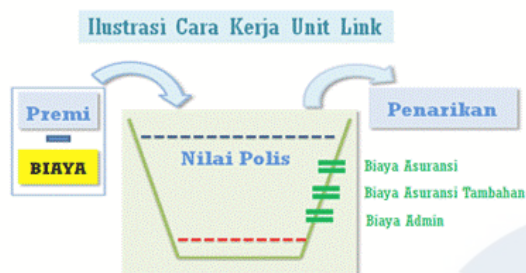 Ilustrasi Cara Kerja Unit Link
Premi
BIAYA
Penarikan
Nilai Polis
Biaya Asuransi
Biaya Asuransi Tambahan
Biaya Admin